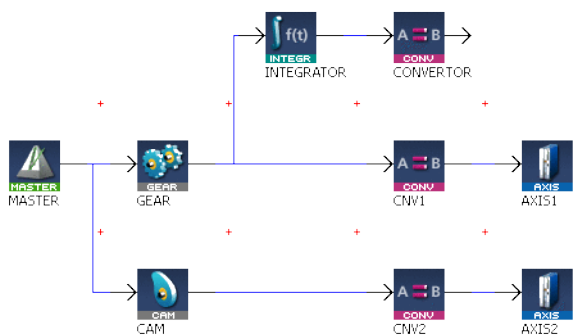 ∫ f(t)
A B
INTEGR
CONV
INTEGRATOR
CONVERTOR
A B
MASTER
GEAR
CONV
AXIS
MASTER
GEAR
CNV1
AXIS1
A B
CAM
CONV
AXIS
CAM
CNV2
AXIS2